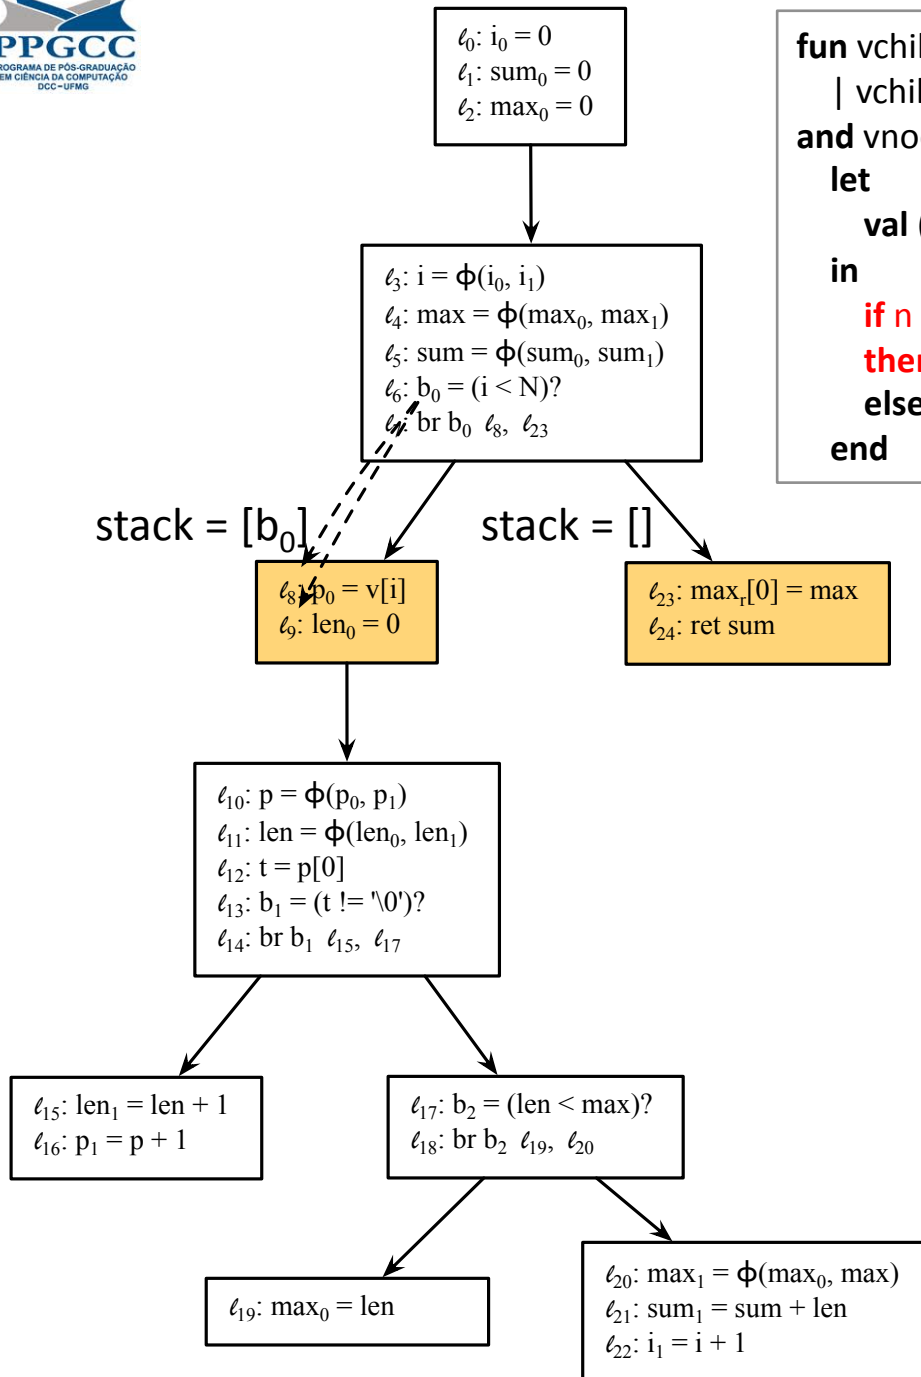 PPGCC
PROGRAMA DE PÓS-GRADUAÇÃO
EM CIÊNCIA DA COMPUTAÇÃO
DCC-UFMG
ℓ0: i0 = 0
ℓ1: sum0 = 0
ℓ2: max0 = 0
fun vchil
| vchil
and vno
let
val (
in
if n
ther
else
end
ℓ3: i = ϕ(i0, i1)
ℓ4: max = ϕ(max0, max1)
ℓ5: sum = ϕ(sum0, sum1)
ℓ6: b0 = (i < N)?
ℓ7: br b0 ℓ8, ℓ23
stack = [b0]
stack = []
ℓ8: p0 = v[i]
ℓ9: len0 = 0
ℓ23: maxr[0] = max
ℓ24: ret sum
ℓ10: p = ϕ(p0, p1)
ℓ11: len = ϕ(len0, len1)
ℓ12: t = p[0]
ℓ13: b1 = (t != '\0')?
ℓ14: br b1 ℓ15, ℓ17
ℓ15: len1 = len + 1
ℓ16: p1 = p + 1
ℓ17: b2 = (len < max)?
ℓ18: br b2 ℓ19, ℓ20
ℓ19: max0 = len
ℓ20: max1 = ϕ(max0, max)
ℓ21: sum1 = sum + len
ℓ22: i1 = i + 1